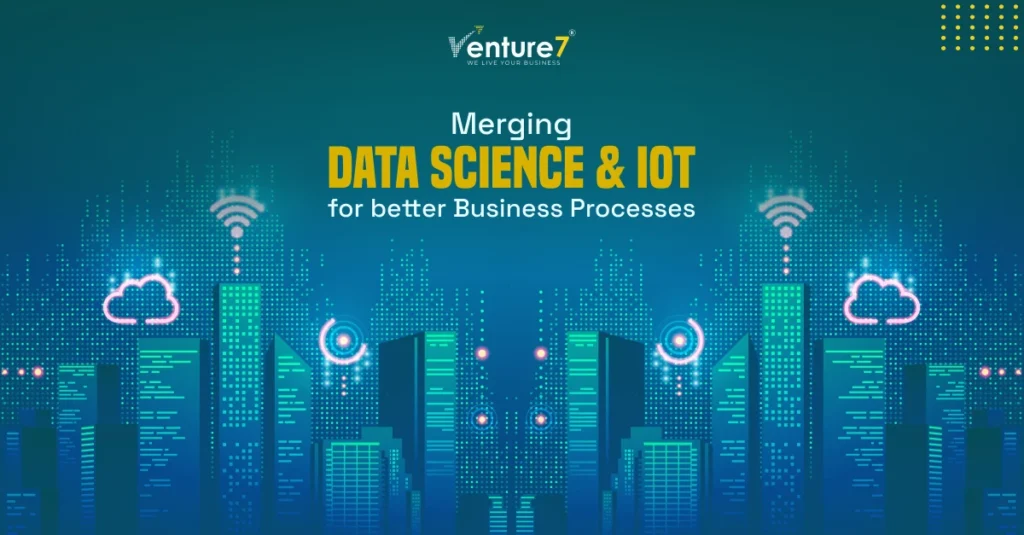 Venture7®
WE LIVE YOUR BUSINESS
Merging
DATA SCIENCE & IOT
for better Business Processes